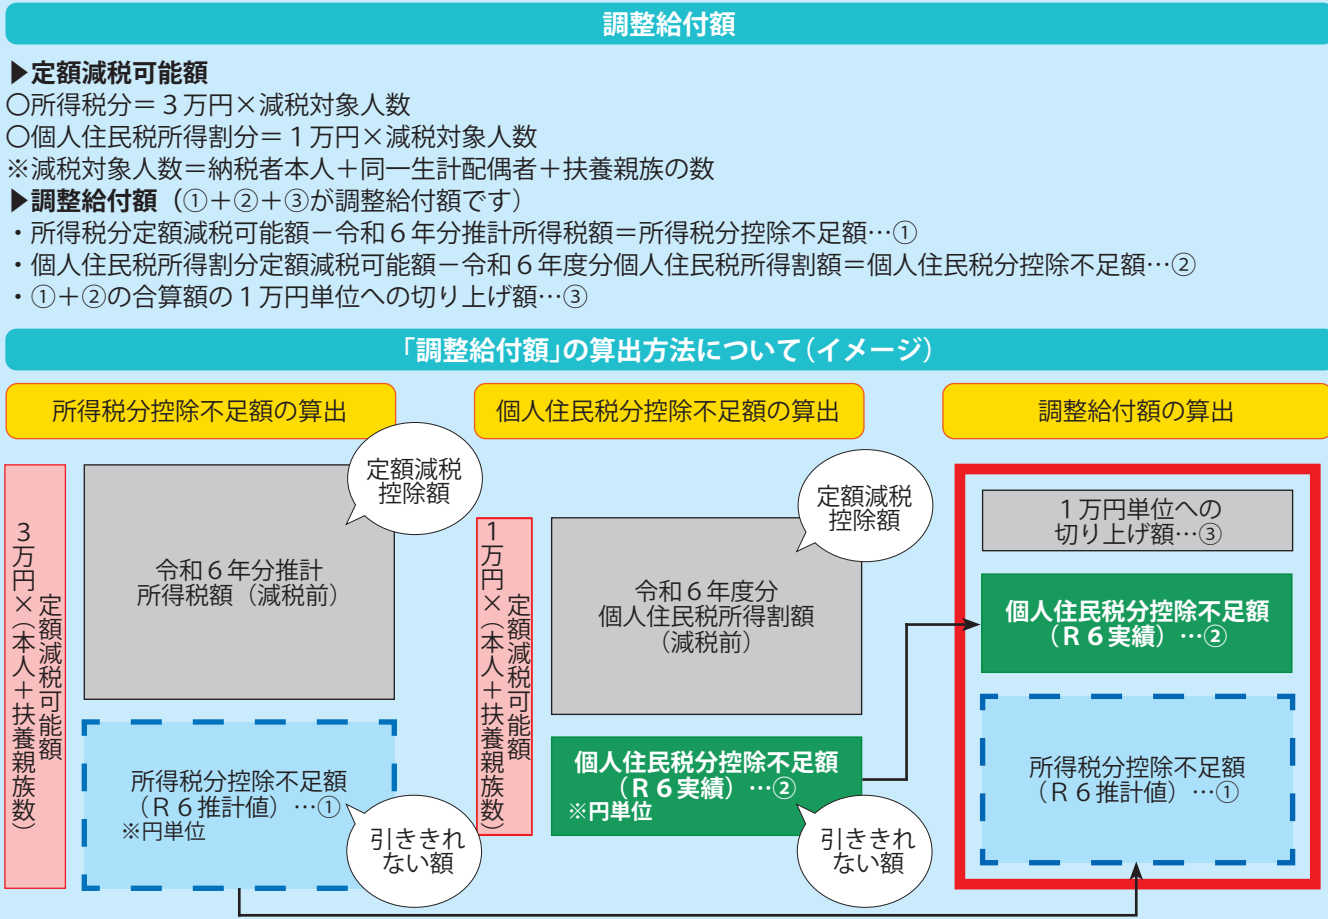 調整給付額
▶定額減税可能額
〇所得税分＝３万円×減税対象人数
〇個人住民税所得割分＝１万円×減税対象人数
※減税対象人数＝納税者本人＋同一生計配偶者＋扶養親族の数
▶調整給付額（①＋②＋③が調整給付額です）
・所得税分定額減税可能額－令和６年分推計所得税額＝所得税分控除不足額…①
・個人住民税所得割分定額減税可能額－令和６年度分個人住民税所得割額＝個人住民税分控除不足額…②
・①＋②の合算額の１万円単位への切り上げ額…③
「調整給付額」の算出方法について（イメージ）
所得税分控除不足額の算出
定額減税可能額
３万円×（本人＋扶養親族数）
定額減税
控除額
令和６年分推計
所得税額（減税前）
所得税分控除不足額
（Ｒ６推計値）…①
※円単位
引ききれ
ない額
個人住民税分控除不足額の算出
定額減税可能額
１万円×（本人＋扶養親族数）
定額減税
控除額
令和６年度分
個人住民税所得割額
（減税前）
個人住民税分控除不足額
（Ｒ６実績）…②
※円単位
引ききれ
ない額
調整給付額の算出
１万円単位への
切り上げ額…③
個人住民税分控除不足額
（Ｒ６実績）…②
所得税分控除不足額
（Ｒ６推計値）…①